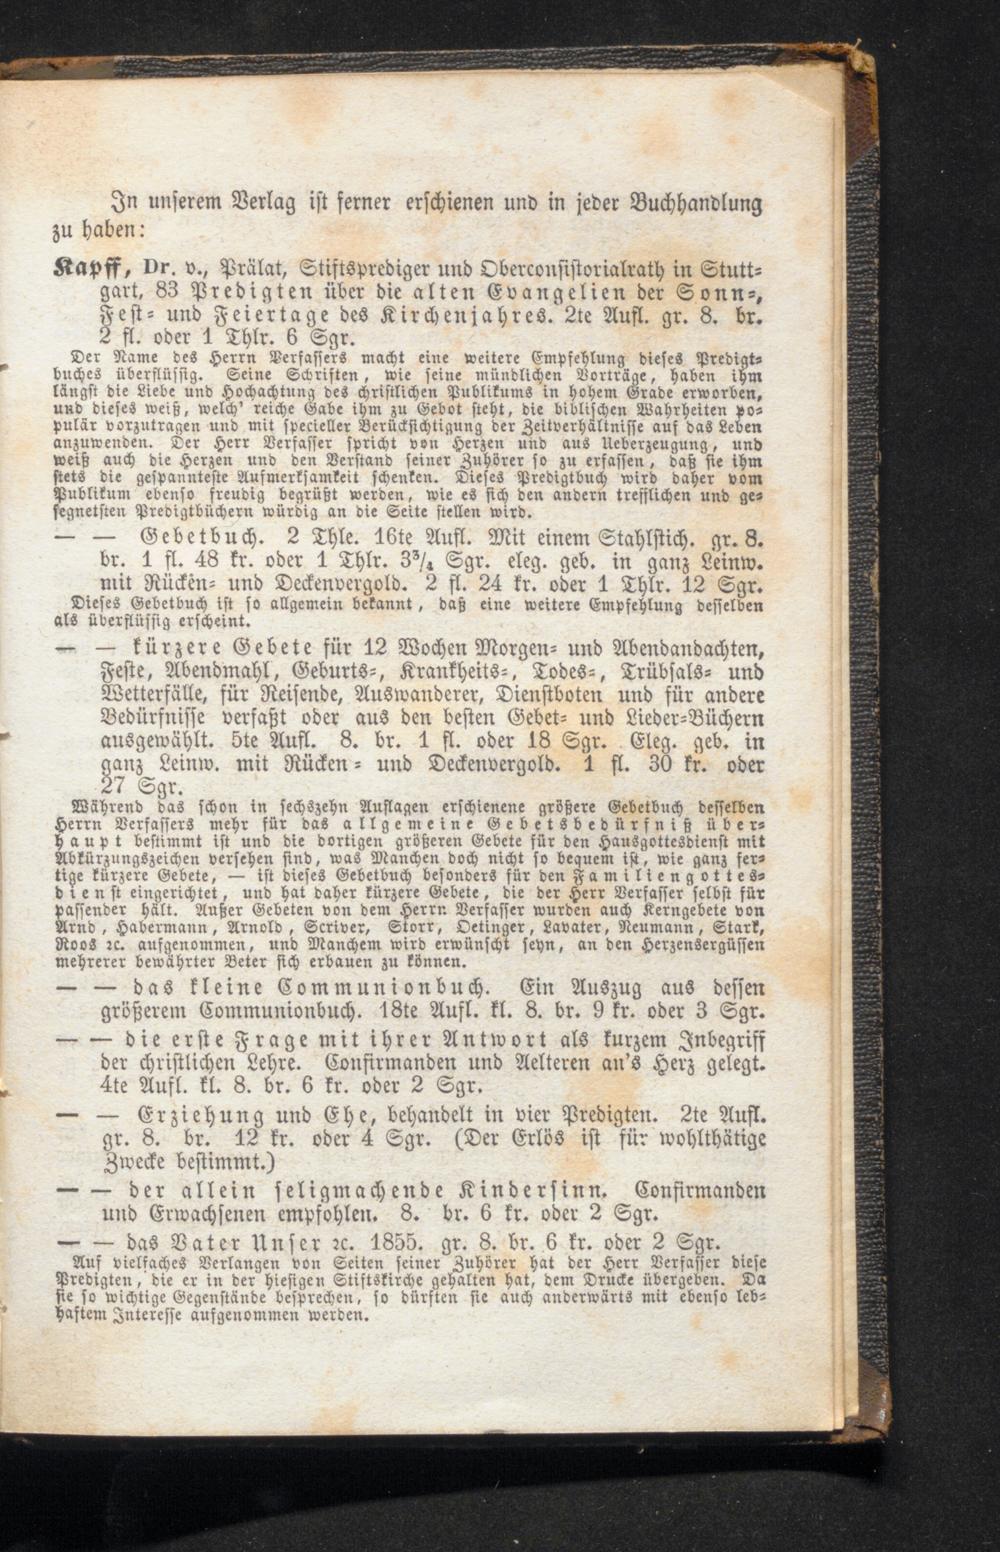 In unserem Verlag ist ferner erschienen und in jeder Buchhandlung
zu haben:
Kapff, Dr. v., Prälat, Stiftsprediger und Oberconsistorialrath in Stutt-
gart, 83 Predigten über die alten Evangelien der Sonn-,
Fest- und Feiertage des Kirchenjahres. 2te Aufl. gr. 8. br.
2 fl. oder 1 Thlr. 6 Sgr.
Der Name des Herrn Verfassers macht eine weitere Empfehlung dieses Predigt-
buches überflüssig. Seine Schriften, wie seine mündlichen Vorträge, haben ihm
längst die Liebe und Hochachtung des christlichen Publikums in hohem Grade erworben,
und dieses weiß, welch' reiche Gabe ihm zu Gebot steht, die biblischen Wahrheiten po-
pulär vorzutragen und mit specieller Berücksichtigung der Zeitverhältnisse auf das Leben
anzuwenden. Der Herr Verfasser spricht von Herzen und aus Ueberzeugung, und
weiß auch die Herzen und den Verstand seiner Zuhörer so zu erfassen, daß sie ihm
stets die gespannteste Aufmerksamkeit schenken. Dieses Predigtbuch wird daher vom
Publikum ebenso freudig begrüßt werden, wie es sich den andern trefflichen und ge-
segnetsten Predigtbüchern würdig an die Seite stellen wird.
— — Gebetbuch. 2 Thle. 16te Aufl. Mit einem Stahlstich. gr. 8.
br. 1 fl. 48 kr. oder 1 Thlr. 3¾ Sgr. eleg. geb. in ganz Leinw.
mit Rücken- und Deckenvergold. 2 fl. 24 kr. oder 1 Thlr. 12 Sgr.
Dieses Gebetbuch ist so allgemein bekannt, daß eine weitere Empfehlung desselben
als überflüssig erscheint.
— — kürzere Gebete für 12 Wochen Morgen- und Abendandachten,
Feste, Abendmahl, Geburts-, Krankheits-, Todes-, Trübsals- und
Wetterfälle, für Reisende, Auswanderer, Dienstboten und für andere
Bedürfnisse verfaßt oder aus den besten Gebet- und Lieder-Büchern
ausgewählt. 5te Aufl. 8. br. 1 fl. oder 18 Sgr. Eleg. geb. in
ganz Leinw. mit Rücken- und Deckenvergold. 1 fl. 30 kr. oder
27 Sgr.
Während das schon in sechszehn Auflagen erschienene größere Gebetbuch desselben
Herrn Verfassers mehr für das allgemeine Gebetsbedürfniß über-
haupt bestimmt ist und die dortigen größeren Gebete für den Hausgottesdienst mit
Abkürzungszeichen versehen sind, was Manchen doch nicht so bequem ist, wie ganz fer-
tige kürzere Gebete, — ist dieses Gebetbuch besonders für den Familiengottes-
dienst eingerichtet, und hat daher kürzere Gebete, die der Herr Verfasser selbst für
passender hält. Außer Gebeten von dem Herrn Verfasser wurden auch Kerngebete von
Arnd, Habermann, Arnold, Scriver, Storr, Oetinger, Lavater, Neumann, Stark,
Roos ꝛc. aufgenommen, und Manchem wird erwünscht seyn, an den Herzensergüssen
mehrerer bewährter Beter sich erbauen zu können.
— — das kleine Communionbuch. Ein Auszug aus dessen
größerem Communionbuch. 18te Aufl. kl. 8. br. 9 kr. oder 3 Sgr.
— — die erste Frage mit ihrer Antwort als kurzem Inbegriff
der christlichen Lehre. Confirmanden und Aelteren an's Herz gelegt.
4te Aufl. kl. 8. br. 6 kr. oder 2 Sgr.
— — Erziehung und Ehe, behandelt in vier Predigten. 2te Aufl.
gr. 8. br. 12 kr. oder 4 Sgr. (Der Erlös ist für wohlthätige
Zwecke bestimmt.)
— — der allein seligmachende Kindersinn. Confirmanden
und Erwachsenen empfohlen. 8. br. 6 kr. oder 2 Sgr.
— — das Vater Unser ꝛc. 1855. gr. 8. br. 6 kr. oder 2 Sgr.
Auf vielfaches Verlangen von Seiten seiner Zuhörer hat der Herr Verfasser diese
Predigten, die er in der hiesigen Stiftskirche gehalten hat, dem Drucke übergeben. Da
sie so wichtige Gegenstände besprechen, so dürften sie auch anderwärts mit ebenso leb-
haftem Interesse aufgenommen werden.